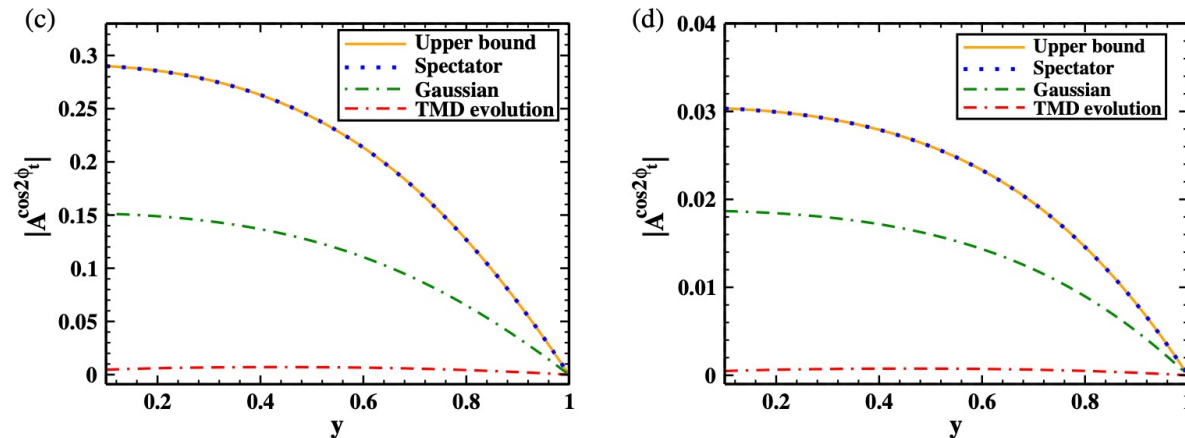 (c)
Upper bound
Spectator
Gaussian
TMD evolution
0.3
0.25
0.2
0.15
0.1
0.05
0
|A^cos2ϕ_t|
0.2 0.4 0.6 0.8 1
y
(d)
Upper bound
Spectator
Gaussian
TMD evolution
0.04
0.03
0.02
0.01
0
|A^cos2ϕ_t|
0.2 0.4 0.6 0.8 1
y